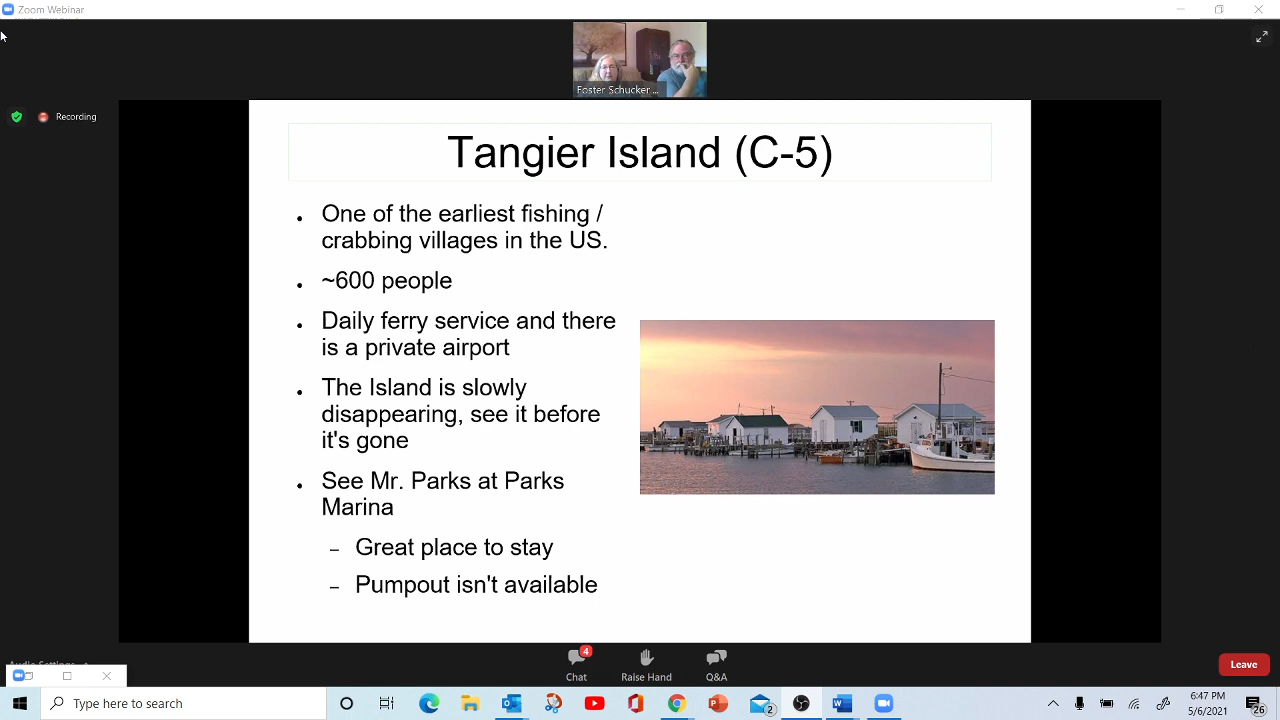 Zoom Webinar
Foster Schucker ...
Recording
Tangier Island (C-5)
One of the earliest fishing /
crabbing villages in the US.
~600 people
Daily ferry service and there
is a private airport
The Island is slowly
disappearing, see it before
it's gone
See Mr. Parks at Parks
Marina
– Great place to stay
– Pumpout isn't available
Audio Settings
4
Chat
Raise Hand
Q&A
Leave
Type here to search
2
6:47 PM
5/6/2021
26